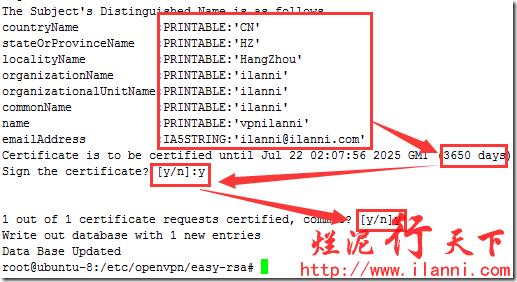 The Subject's Distinguished Name is as follows
countryName :PRINTABLE:'CN'
stateOrProvinceName :PRINTABLE:'HZ'
localityName :PRINTABLE:'HangZhou'
organizationName :PRINTABLE:'ilanni'
organizationalUnitName:PRINTABLE:'ilanni'
commonName :PRINTABLE:'ilanni'
name :PRINTABLE:'vpnilanni'
emailAddress :IA5STRING:'ilanni@ilanni.com'
Certificate is to be certified until Jul 22 02:07:56 2025 GMT (3650 days)
Sign the certificate? [y/n]:y
1 out of 1 certificate requests certified, commit? [y/n]y
Write out database with 1 new entries
Data Base Updated
root@ubuntu-8:/etc/openvpn/easy-rsa#
烂泥行天下
http://www.ilanni.com